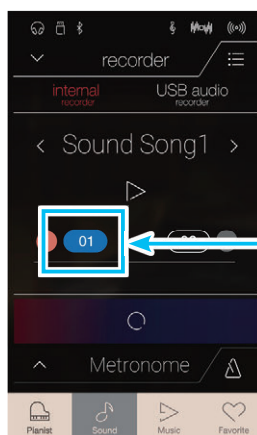 recorder
internal
recorder
USB audio
recorder
Sound Song1
01
Metronome
Pianist
Sound
Music
Favorite